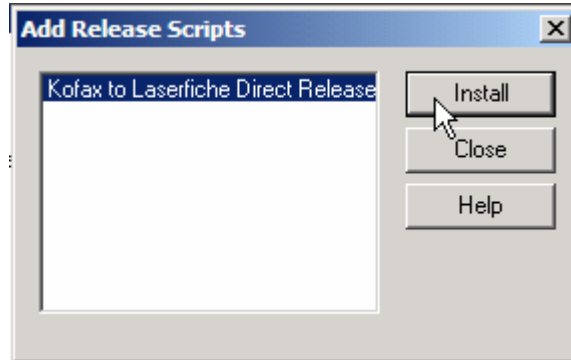 Add Release Scripts
Kofax to Laserfiche Direct Release
Install
Close
Help